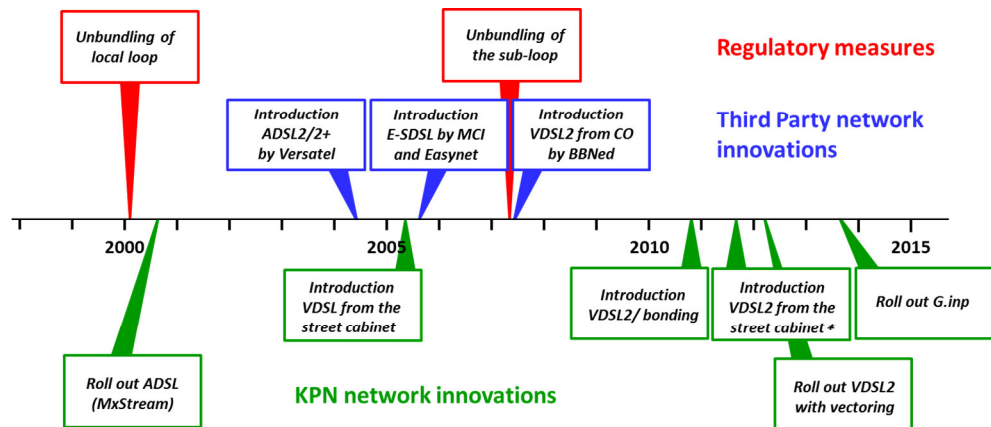 Unbundling of
local loop
Unbundling of
the sub-loop
Regulatory measures
Introduction
ADSL2/2+
by Versatel
Introduction
E-SDSL by MCI
and Easynet
Introduction
VDSL2 from CO
by BBNed
Third Party network
innovations
2000
2005
2010
2015
Introduction
VDSL from the
street cabinet
Introduction
VDSL2/ bonding
Introduction
VDSL2 from the
street cabinet +
Roll out G.inp
Roll out ADSL
(MxStream)
KPN network innovations
Roll out VDSL2
with vectoring